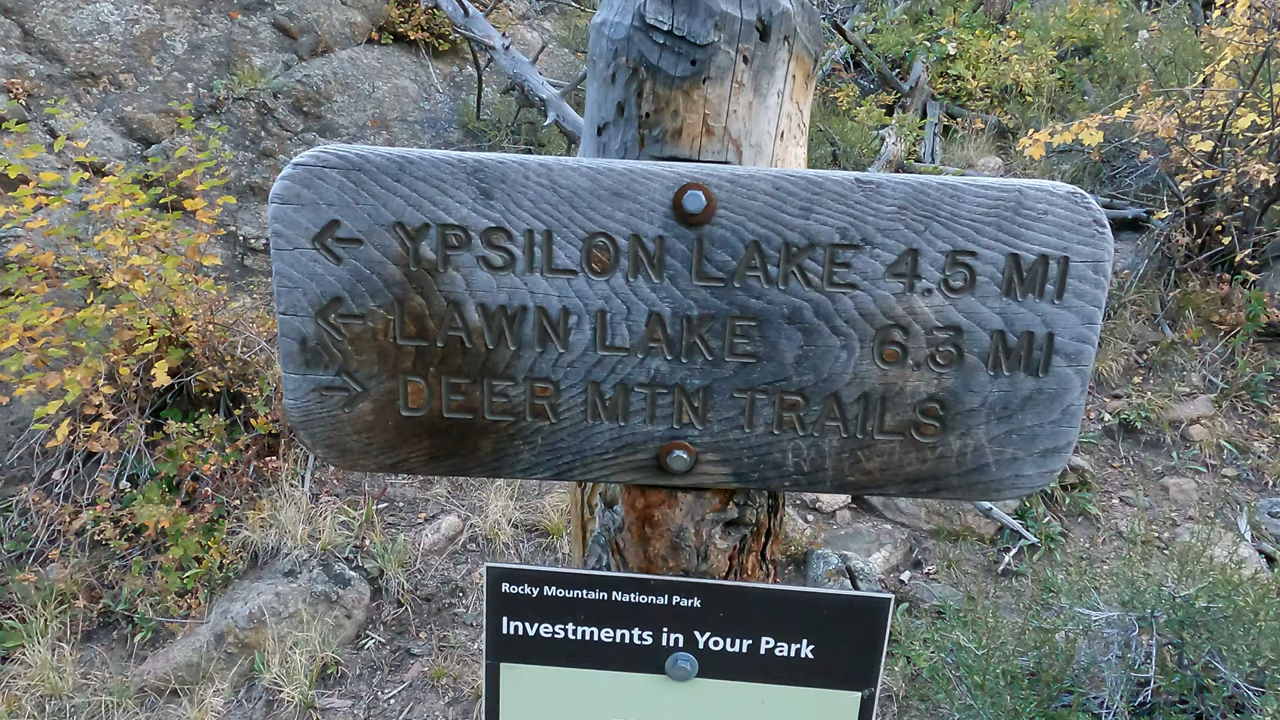 ← YPSILON LAKE 4.5 MI
← LAWN LAKE 6.3 MI
→ DEER MTN TRAILS
Rocky Mountain National Park
Investments in Your Park